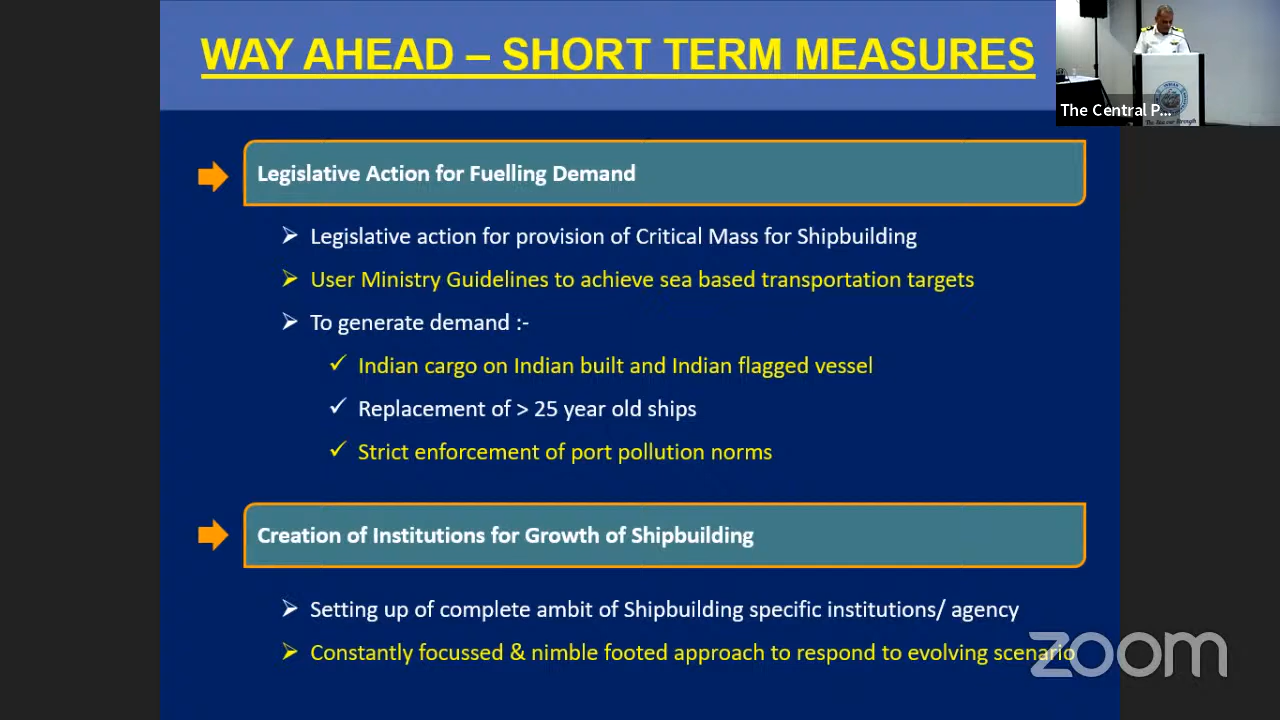 WAY AHEAD – SHORT TERM MEASURES
The Central P...
Legislative Action for Fuelling Demand
Legislative action for provision of Critical Mass for Shipbuilding
User Ministry Guidelines to achieve sea based transportation targets
To generate demand :-
Indian cargo on Indian built and Indian flagged vessel
Replacement of > 25 year old ships
Strict enforcement of port pollution norms
Creation of Institutions for Growth of Shipbuilding
Setting up of complete ambit of Shipbuilding specific institutions/ agency
Constantly focussed & nimble footed approach to respond to evolving scenario
zoom